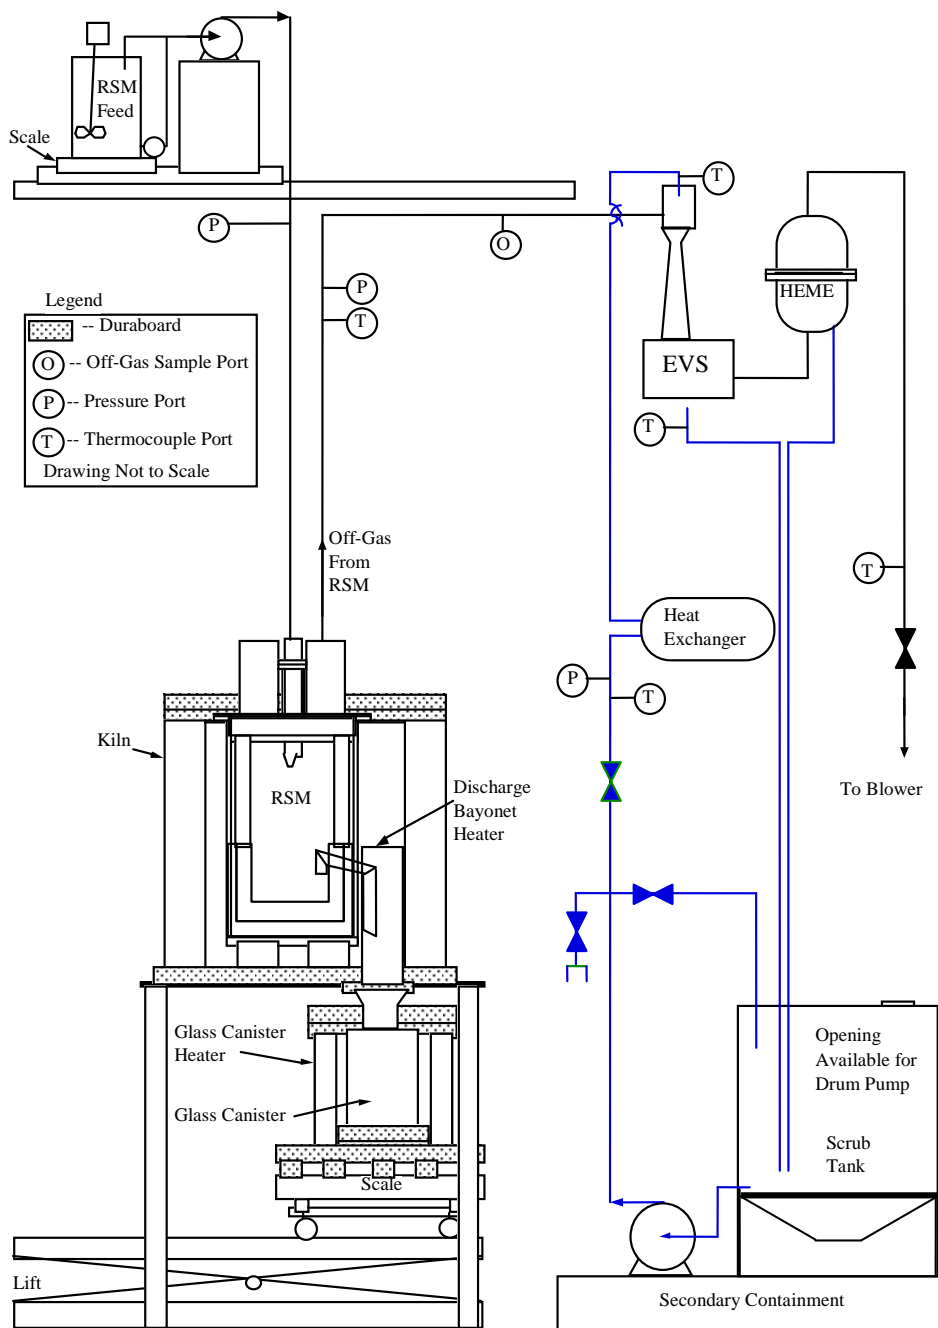 RSM
Feed
Scale
T
P
O
P
T
HEME
Legend
-- Duraboard
O -- Off-Gas Sample Port
P -- Pressure Port
T -- Thermocouple Port
Drawing Not to Scale
EVS
T
Off-Gas
From
RSM
T
Heat
Exchanger
P
T
Kiln
RSM
Discharge
Bayonet
Heater
To Blower
Glass Canister
Heater
Glass Canister
Scale
Opening
Available for
Drum Pump
Scrub
Tank
Lift
Secondary Containment